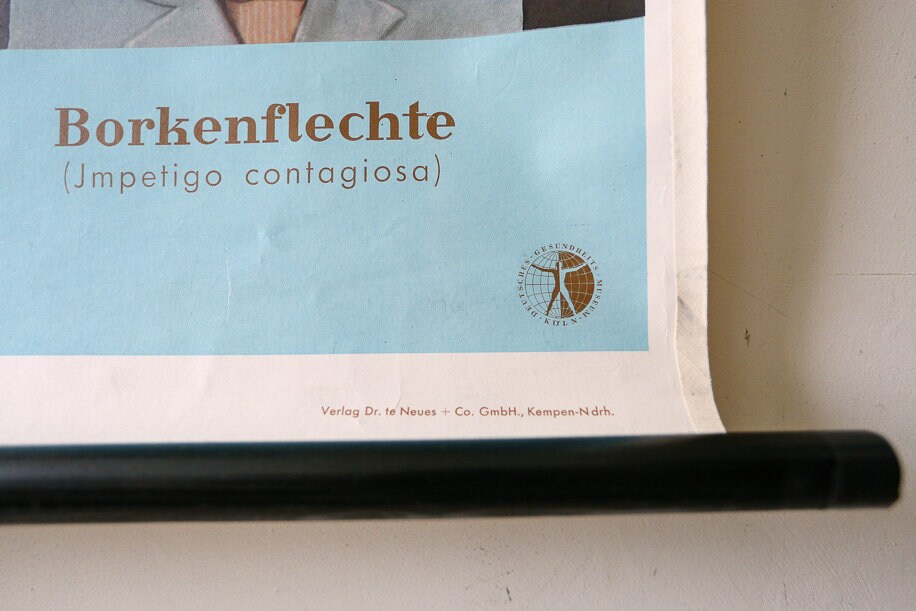 Borkenflechte
(Jmpetigo contagiosa)
DEUTSCHES · GESUNDHEITS · MUSEUM · KÖLN ·
Verlag Dr. te Neues + Co. GmbH., Kempen-Ndrh.